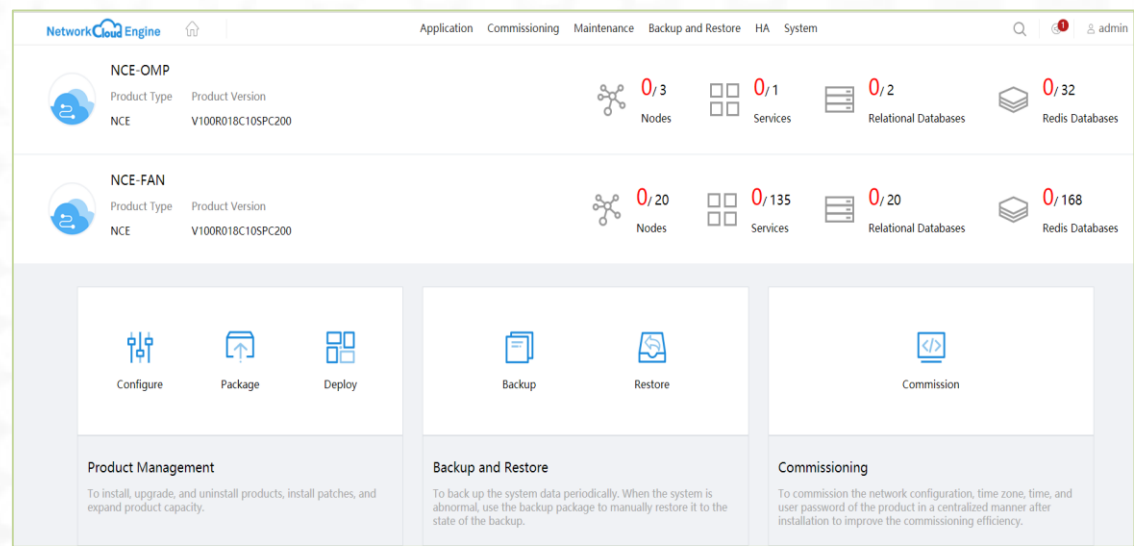 NetworkCloud Engine Application Commissioning Maintenance Backup and Restore HA System 1 admin
NCE-OMP
Product Type Product Version
NCE V100R018C10SPC200
0/ 3 Nodes
0/ 1 Services
0/ 2 Relational Databases
0/ 32 Redis Databases
NCE-FAN
Product Type Product Version
NCE V100R018C10SPC200
0/ 20 Nodes
0/ 135 Services
0/ 20 Relational Databases
0/ 168 Redis Databases
Configure Package Deploy
Product Management
To install, upgrade, and uninstall products, install patches, and
expand product capacity.
Backup Restore
Backup and Restore
To back up the system data periodically. When the system is
abnormal, use the backup package to manually restore it to the
state of the backup.
Commission
Commissioning
To commission the network configuration, time zone, time, and
user password of the product in a centralized manner after
installation to improve the commissioning efficiency.